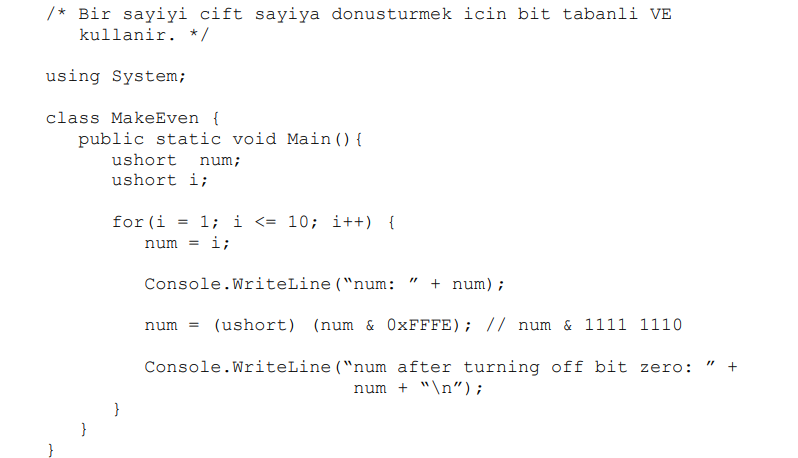 /* Bir sayiyi cift sayiya donusturmek icin bit tabanli VE
kullanir. */
using System;
class MakeEven {
public static void Main(){
ushort  num;
ushort i;
for(i = 1; i <= 10; i++) {
num = i;
Console.WriteLine(“num: ” + num);
num = (ushort) (num & 0xFFFE); // num & 1111 1110
Console.WriteLine(“num after turning off bit zero: ” +
num + “\n”);
}
}
}